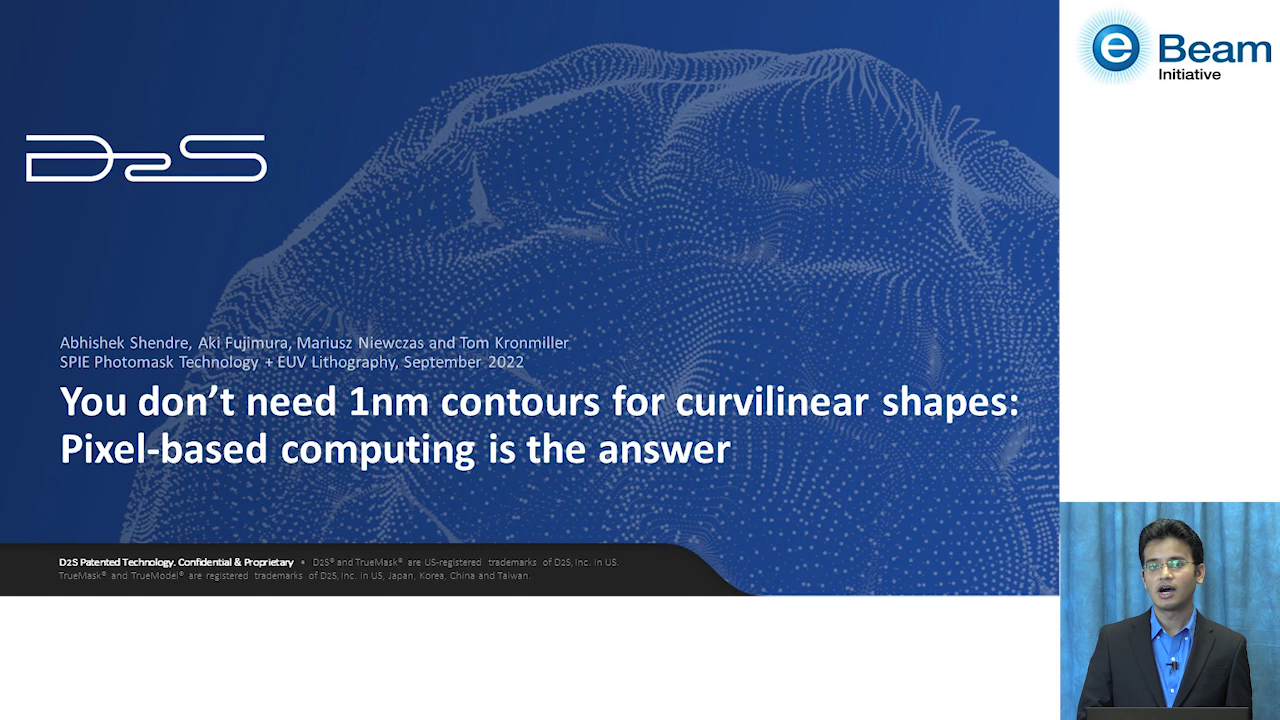 e Beam
Initiative
D2S
Abhishek Shendre, Aki Fujimura, Mariusz Niewczas and Tom Kronmiller
SPIE Photomask Technology + EUV Lithography, September 2022
You don’t need 1nm contours for curvilinear shapes:
Pixel-based computing is the answer
D2S Patented Technology. Confidential & Proprietary • D2S® and TrueMask® are US-registered trademarks of D2S, Inc. in US.
TrueMask® and TrueModel® are registered trademarks of D2S, Inc. in US, Japan, Korea, China and Taiwan.